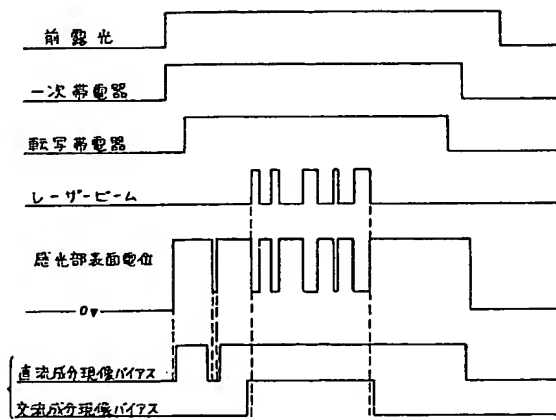 前露光
一次帯電器
転写帯電器
レーザービーム
感光部表面電位
0v
直流成分現像バイアス
交流成分現像バイアス